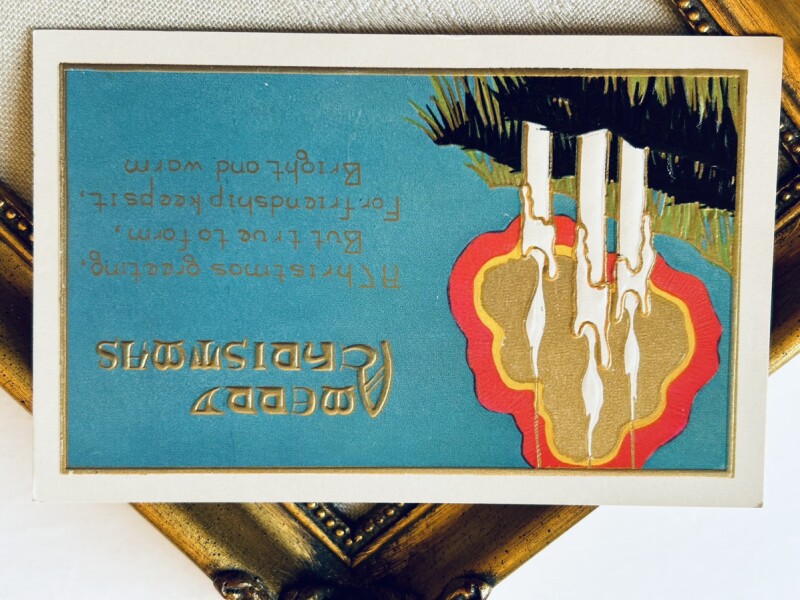 A MERRY
CHRISTMAS
A Christmas greeting,
But true to form,
For friendship keeps it,
Bright and warm